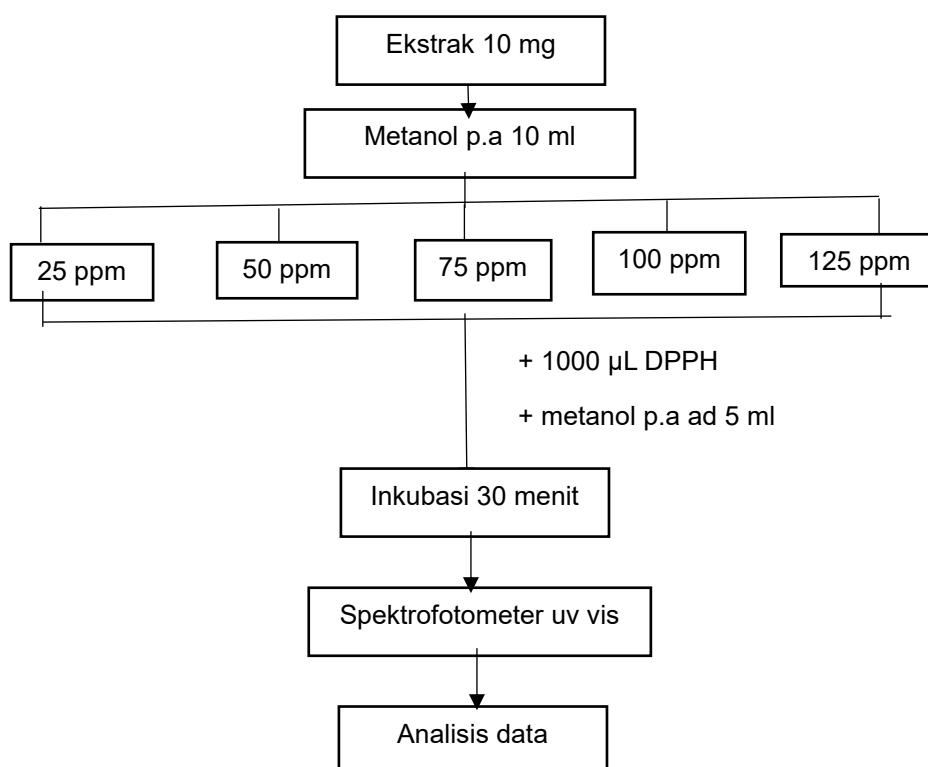 Ekstrak 10 mg
Metanol p.a 10 ml
25 ppm
50 ppm
75 ppm
100 ppm
125 ppm
+ 1000 µL DPPH
+ metanol p.a ad 5 ml
Inkubasi 30 menit
Spektrofotometer uv vis
Analisis data